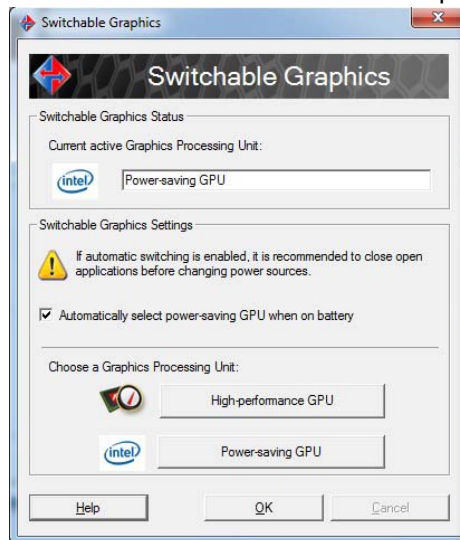 Switchable Graphics
Switchable Graphics
Switchable Graphics Status
Current active Graphics Processing Unit:
intel
Power-saving GPU
Switchable Graphics Settings
If automatic switching is enabled, it is recommended to close open
applications before changing power sources.
Automatically select power-saving GPU when on battery
Choose a Graphics Processing Unit:
High-performance GPU
intel
Power-saving GPU
Help
OK
Cancel